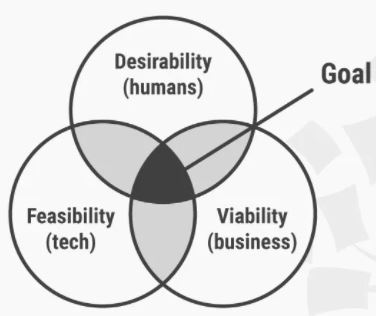 Desirability
(humans)
Goal
Feasibility
(tech)
Viability
(business)